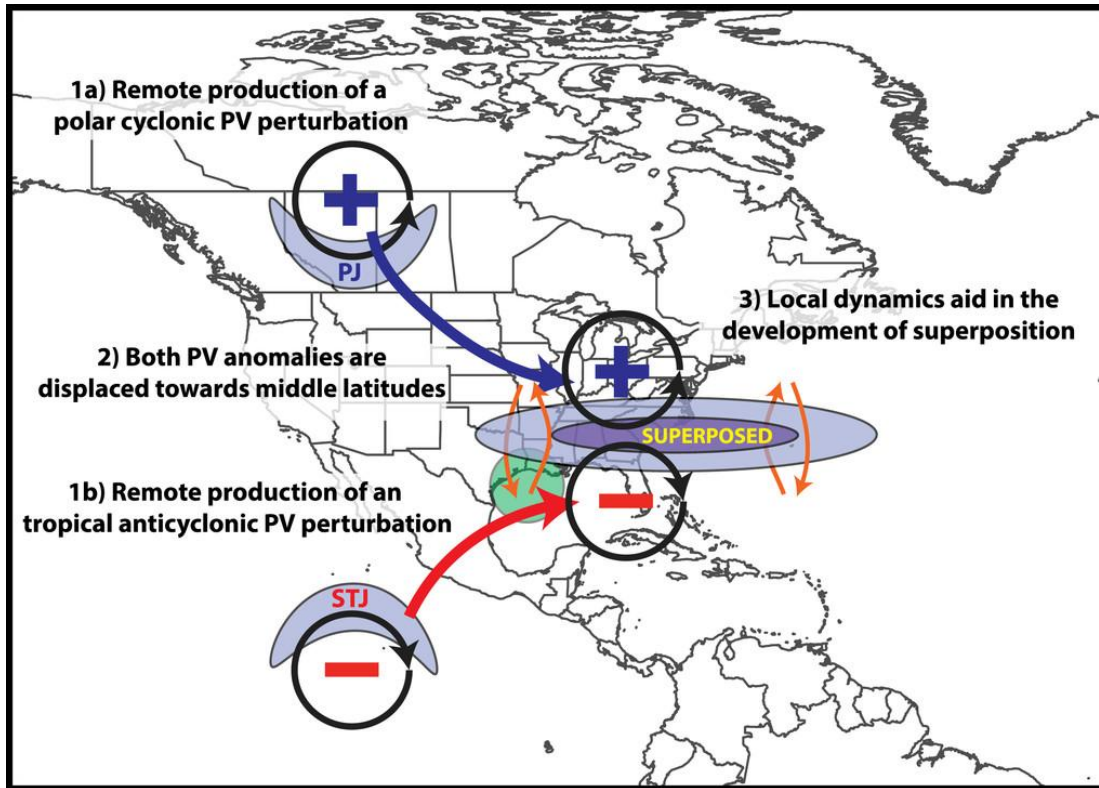 1a) Remote production of a
polar cyclonic PV perturbation
+
PJ
3) Local dynamics aid in the
development of superposition
2) Both PV anomalies are
displaced towards middle latitudes
+
SUPERPOSED
1b) Remote production of an
tropical anticyclonic PV perturbation
−
STJ
−